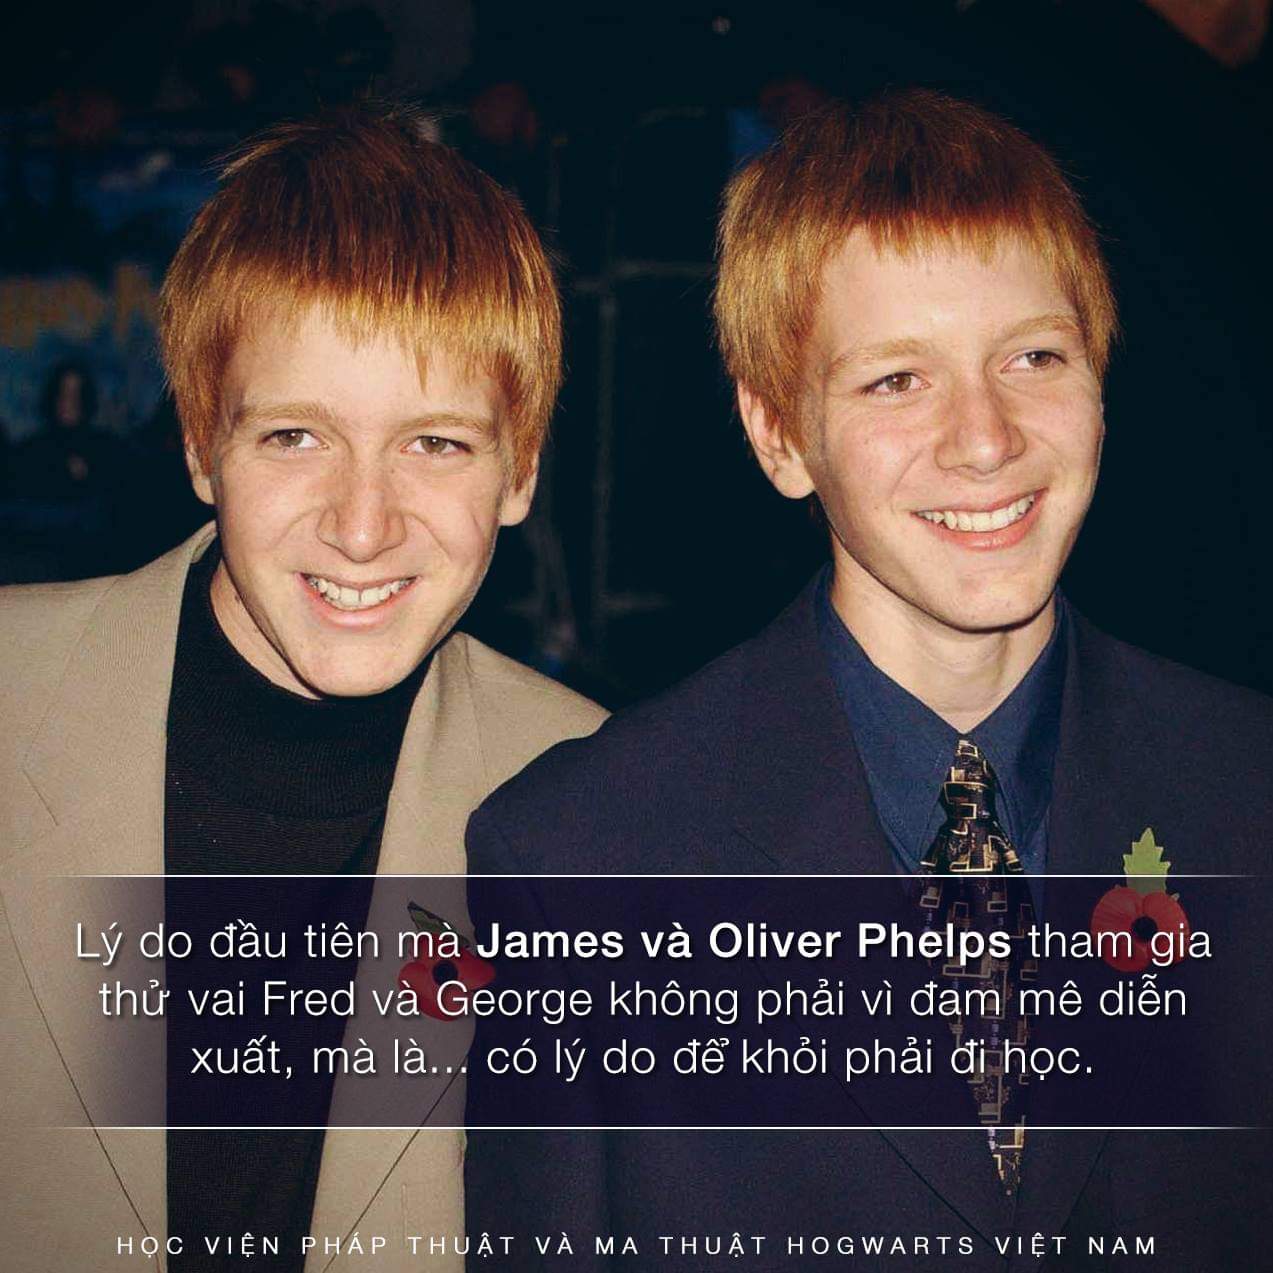 Lý do đầu tiên mà James và Oliver Phelps tham gia
thử vai Fred và George không phải vì đam mê diễn
xuất, mà là... có lý do để khỏi phải đi học.
HỌC VIỆN PHÁP THUẬT VÀ MA THUẬT HOGWARTS VIỆT NAM